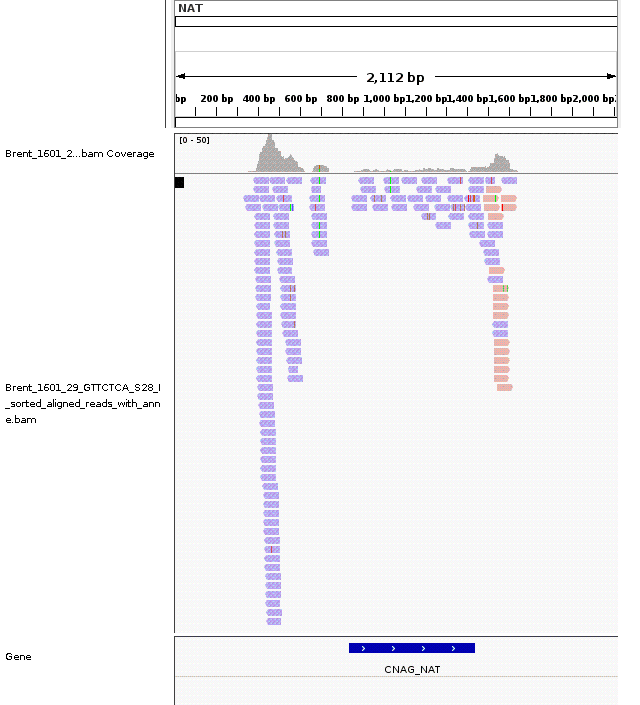 NAT
2,112 bp
bp 200 bp 400 bp 600 bp 800 bp 1,000 bp 1,200 bp 1,400 bp 1,600 bp 1,800 bp 2,000 bp
[0 - 50]
Brent_1601_2...bam Coverage
Brent_1601_29_GTTCTCA_S28_l
_sorted_aligned_reads_with_ann
e.bam
Gene
CNAG_NAT